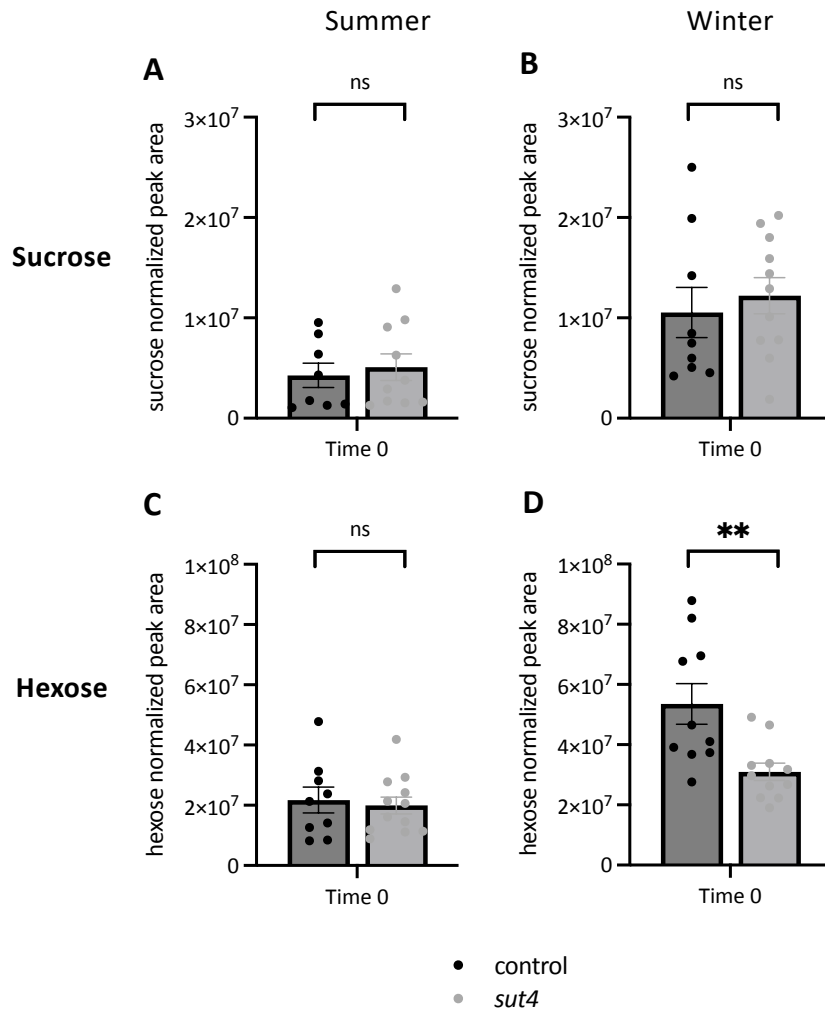 Summer
Winter
A
B
ns
ns
3×10⁷
2×10⁷
1×10⁷
0
sucrose normalized peak area
Time 0
3×10⁷
2×10⁷
1×10⁷
0
sucrose normalized peak area
Time 0
Sucrose
C
D
ns
**
1×10⁸
8×10⁷
6×10⁷
4×10⁷
2×10⁷
0
hexose normalized peak area
Time 0
1×10⁸
8×10⁷
6×10⁷
4×10⁷
2×10⁷
0
hexose normalized peak area
Time 0
Hexose
control
sut4